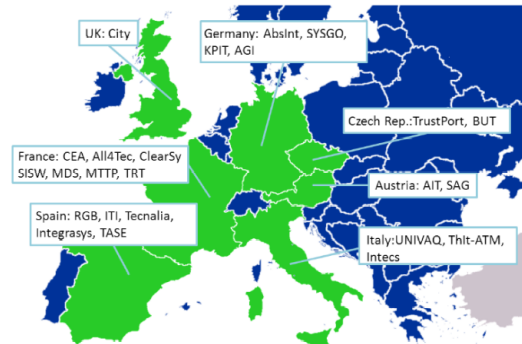 UK: City
Germany: AbsInt, SYSGO,
KPIT, AGI
Czech Rep.:TrustPort, BUT
France: CEA, All4Tec, ClearSy
SISW, MDS, MTTP, TRT
Austria: AIT, SAG
Spain: RGB, ITI, Tecnalia,
Integrasys, TASE
Italy:UNIVAQ, ThIt-ATM,
Intecs